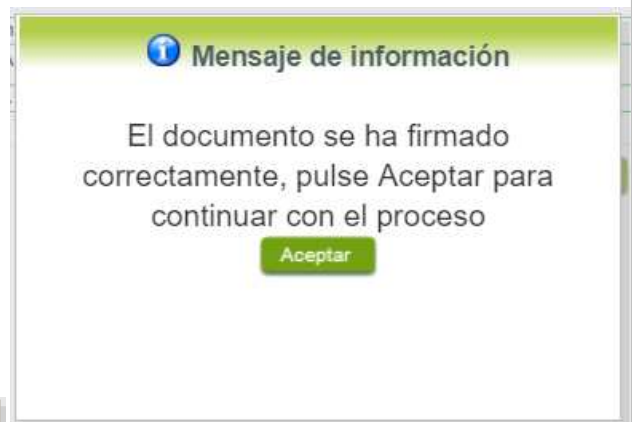 Mensaje de información
El documento se ha firmado
correctamente, pulse Aceptar para
continuar con el proceso
Aceptar